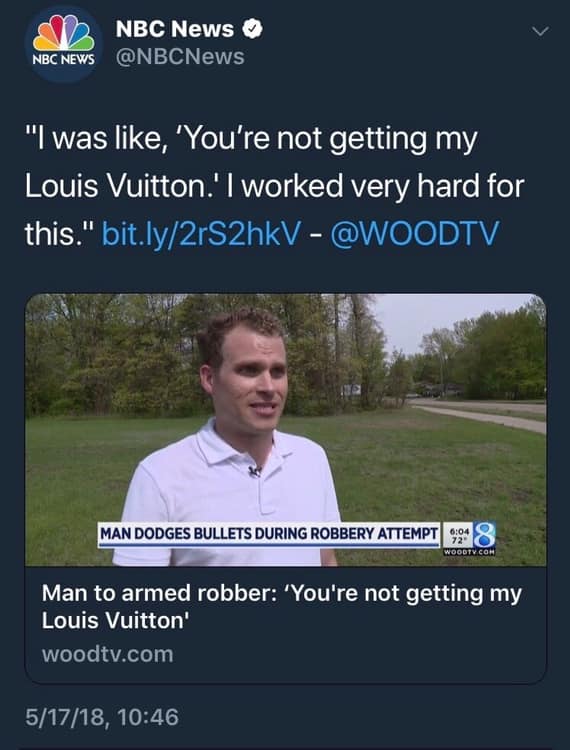 NBC News
NBC NEWS @NBCNews
"I was like, ‘You’re not getting my
Louis Vuitton.' I worked very hard for
this." bit.ly/2rS2hkV - @WOODTV
MAN DODGES BULLETS DURING ROBBERY ATTEMPT
6:04
72°
8
WOODTV.COM
Man to armed robber: ‘You're not getting my
Louis Vuitton'
woodtv.com
5/17/18, 10:46